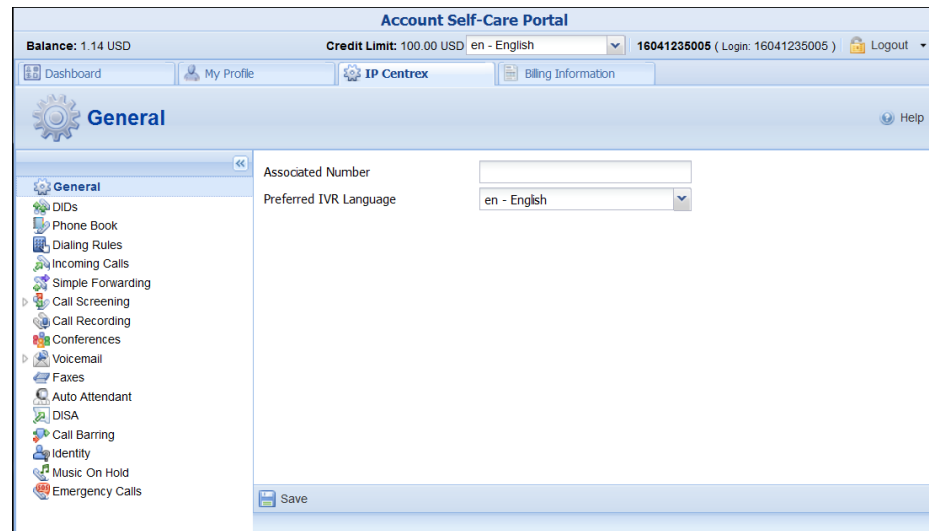 Account Self-Care Portal
Balance: 1.14 USD Credit Limit: 100.00 USD en - English 16041235005 ( Login: 16041235005 ) Logout
Dashboard My Profile IP Centrex Billing Information
General Help
General
DIDs
Phone Book
Dialing Rules
Incoming Calls
Simple Forwarding
Call Screening
Call Recording
Conferences
Voicemail
Faxes
Auto Attendant
DISA
Call Barring
Identity
Music On Hold
Emergency Calls
Associated Number
Preferred IVR Language en - English
Save